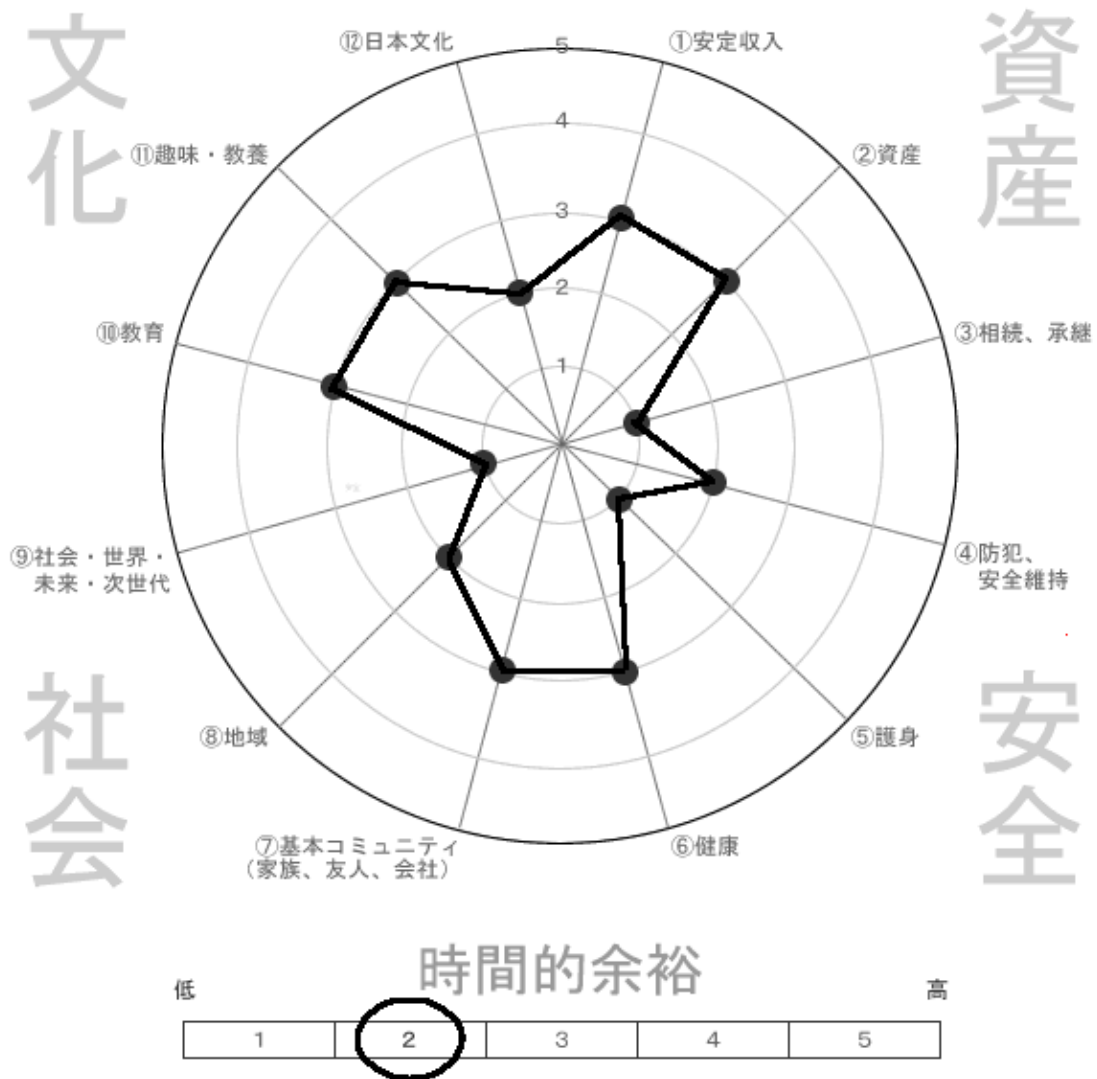 文化
資産
⑫日本文化
①安定収入
⑪趣味・教養
②資産
⑩教育
③相続、承継
5
4
3
2
1
⑨社会・世界・
未来・次世代
④防犯、
安全維持
⑧地域
⑤護身
社会
安全
⑦基本コミュニティ
（家族、友人、会社）
⑥健康
時間的余裕
低
高
1 2 3 4 5